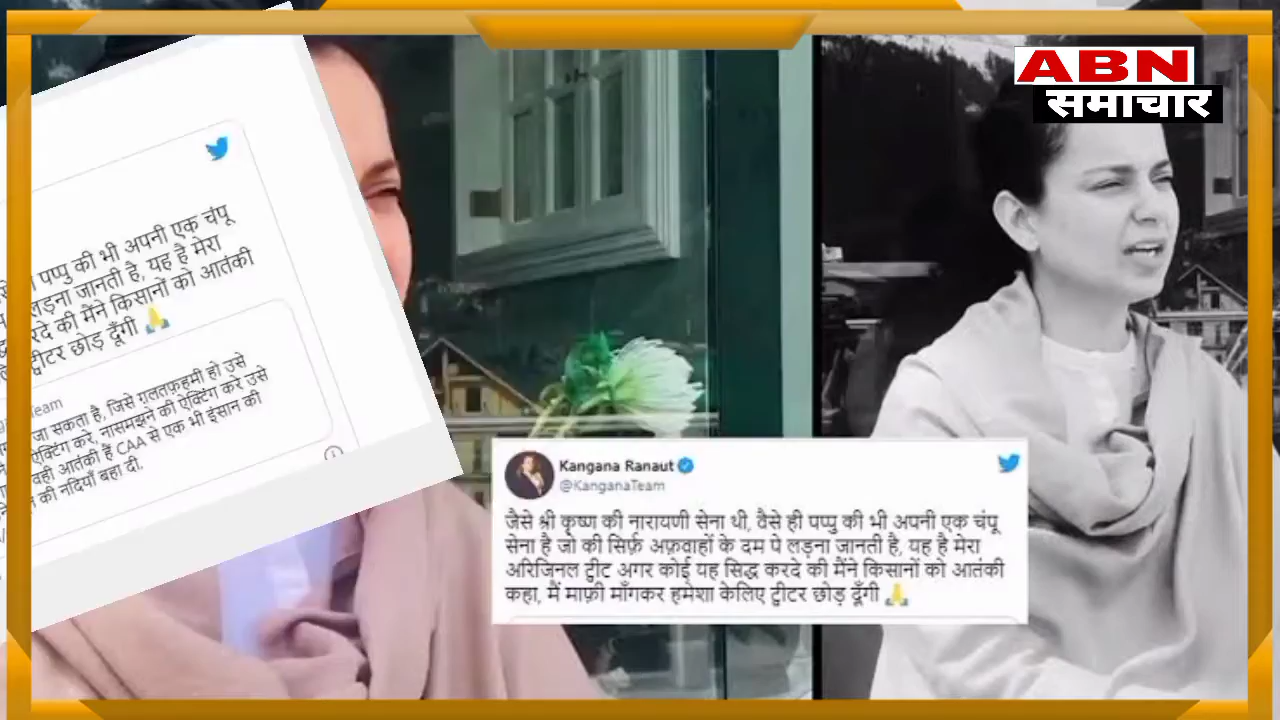 ABN
समाचार
पप्पु की भी अपनी एक चंपू
लड़ना जानती है, यह है मेरा
करदे की मैंने किसानों को आतंकी
ट्वीटर छोड़ दूँगी 🙏
जा सकता है, जिसे ग़लतफ़हमी हो उसे
ऐक्टिंग करे, नासमझने की ऐक्टिंग कर उसे
वही आतंकी हैं CAA से एक भी इंसान की
की नदियाँ बहा दी.
Kangana Ranaut
@KanganaTeam
जैसे श्री कृष्ण की नारायणी सेना थी, वैसे ही पप्पु की भी अपनी एक चंपू
सेना है जो की सिर्फ़ अफ़वाहों के दम पे लड़ना जानती है, यह है मेरा
अरिजिनल ट्वीट अगर कोई यह सिद्ध करदे की मैंने किसानों को आतंकी
कहा, मैं माफ़ी माँगकर हमेशा केलिए ट्वीटर छोड़ दूँगी 🙏